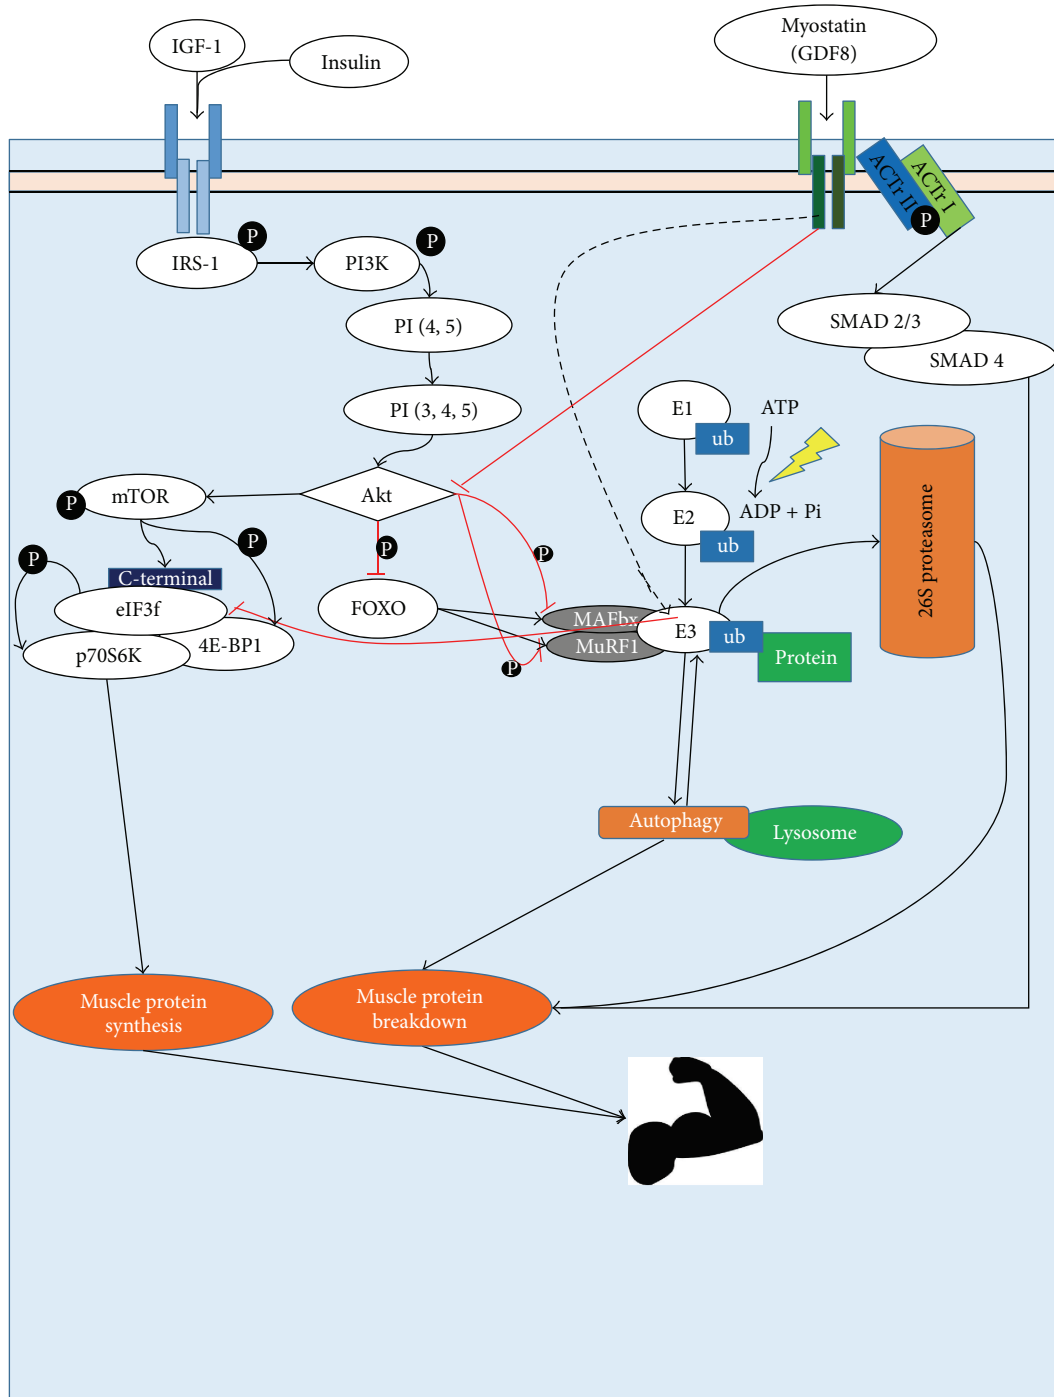 IGF-1
Insulin
Myostatin
(GDF8)
ACTr II
ACTr I
P
P
IRS-1
P
PI3K
PI (4, 5)
SMAD 2/3
SMAD 4
PI (3, 4, 5)
E1
ub
ATP
mTOR
P
Akt
E2
ub
ADP + Pi
26S proteasome
P
P
P
P
C-terminal
eIF3f
FOXO
MAFbx
E3
ub
4E-BP1
p70S6K
MuRF1
P
Protein
Autophagy
Lysosome
Muscle protein
synthesis
Muscle protein
breakdown